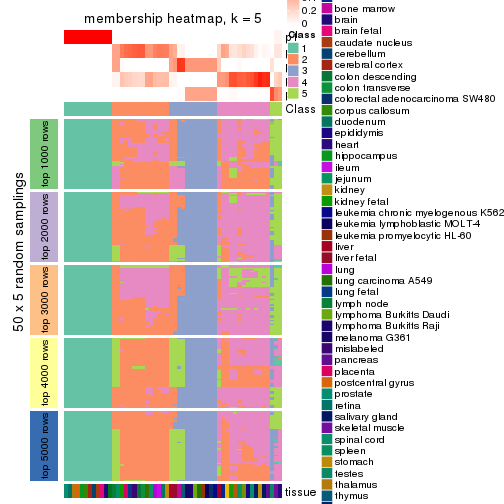 membership heatmap, k = 5
0.2
0
Class
1
2
3
4
5
Class
50 x 5 random samplings
top 1000 rows
top 2000 rows
top 3000 rows
top 4000 rows
top 5000 rows
tissue
bone marrow
brain
brain fetal
caudate nucleus
cerebellum
cerebral cortex
colon descending
colon transverse
colorectal adenocarcinoma SW480
corpus callosum
duodenum
epididymis
heart
hippocampus
ileum
jejunum
kidney
kidney fetal
leukemia chronic myelogenous K562
leukemia lymphoblastic MOLT-4
leukemia promyelocytic HL-60
liver
liver fetal
lung
lung carcinoma A549
lung fetal
lymph node
lymphoma Burkitts Daudi
lymphoma Burkitts Raji
melanoma G361
mislabeled
pancreas
placenta
postcentral gyrus
prostate
retina
salivary gland
skeletal muscle
spinal cord
spleen
stomach
testes
thalamus
thymus